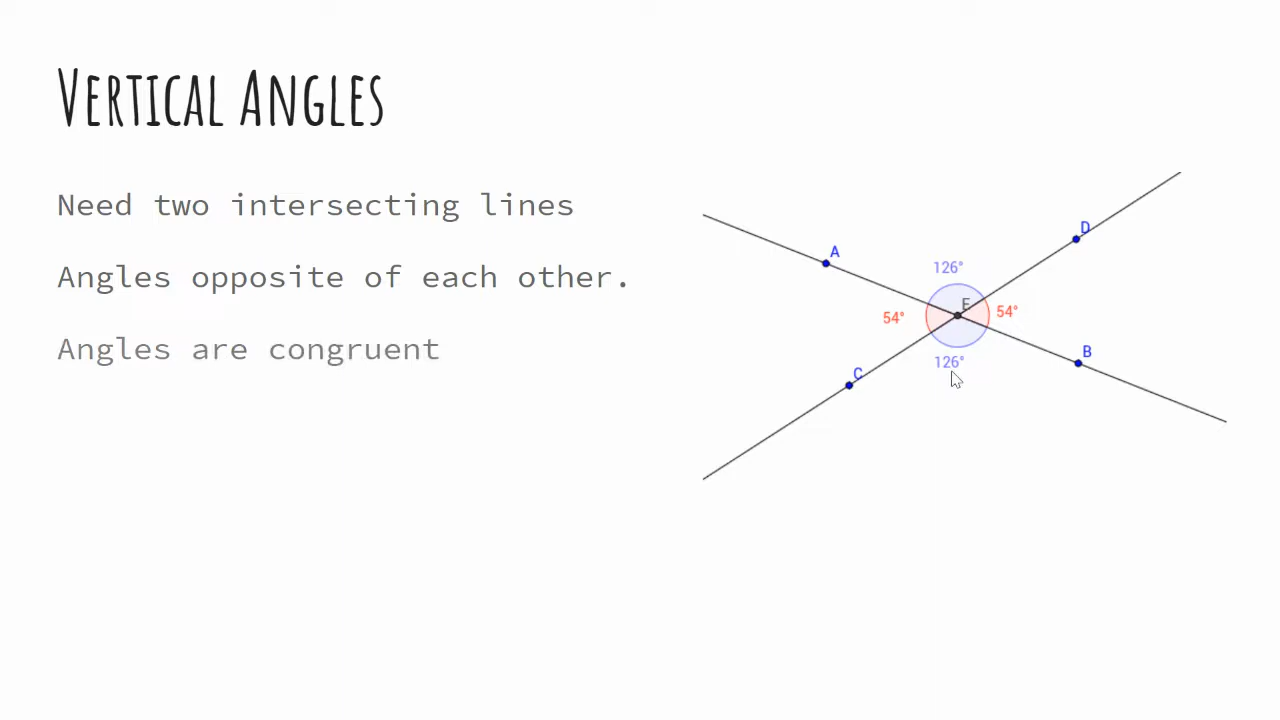 Vertical Angles
Need two intersecting lines
Angles opposite of each other.
Angles are congruent
D
A
126°
E
54°
54°
B
126°
C